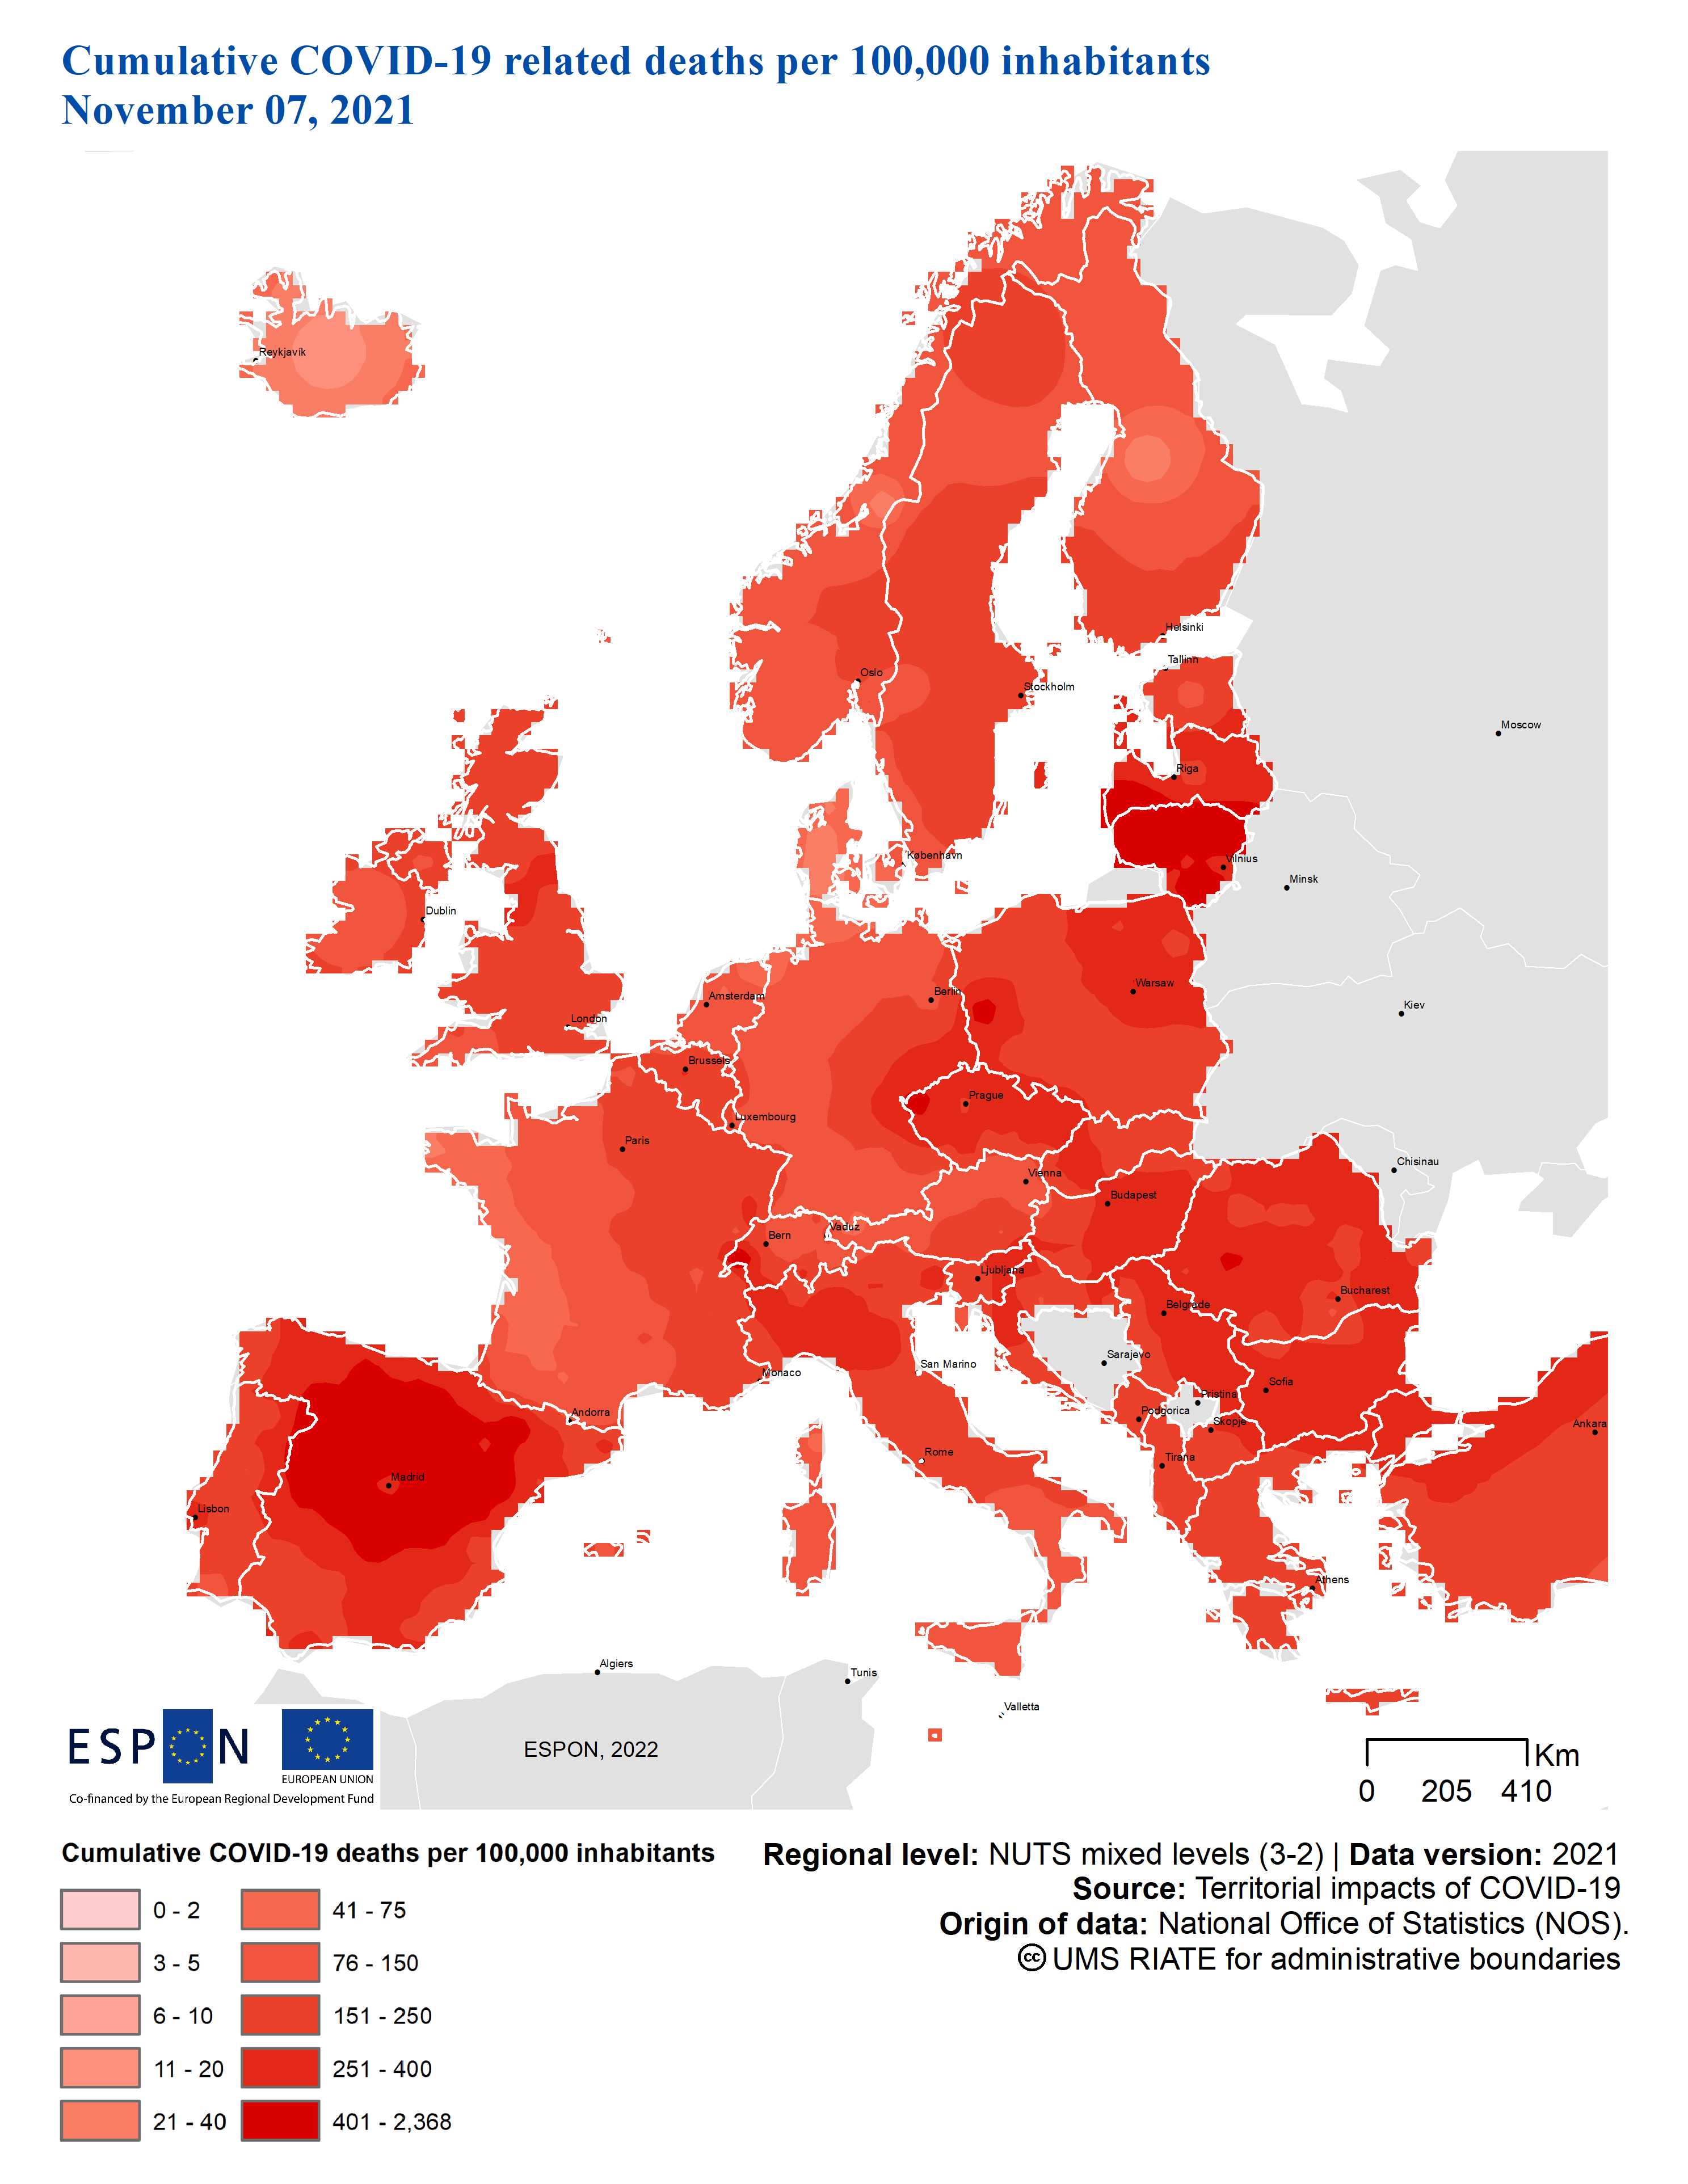 Cumulative COVID-19 related deaths per 100,000 inhabitants
November 07, 2021
Reykjavík
Helsinki
Tallinn
Oslo
Stockholm
Moscow
Riga
København
Vilnius
Minsk
Dublin
Warsaw
Berlin
Amsterdam
Kiev
London
Brussels
Prague
Luxembourg
Paris
Chisinau
Vienna
Budapest
Vaduz
Bern
Ljubljana
Bucharest
Belgrade
Sarajevo
San Marino
Monaco
Sofia
Pristina
Andorra
Podgorica
Skopje
Ankara
Rome
Tirana
Madrid
Lisbon
Athens
Algiers
Tunis
Valletta
ESPON
EUROPEAN UNION
Co-financed by the European Regional Development Fund
ESPON, 2022
Km
0 205 410
Cumulative COVID-19 deaths per 100,000 inhabitants
0 - 2
3 - 5
6 - 10
11 - 20
21 - 40
41 - 75
76 - 150
151 - 250
251 - 400
401 - 2,368
Regional level: NUTS mixed levels (3-2) | Data version: 2021
Source: Territorial impacts of COVID-19
Origin of data: National Office of Statistics (NOS).
cc UMS RIATE for administrative boundaries